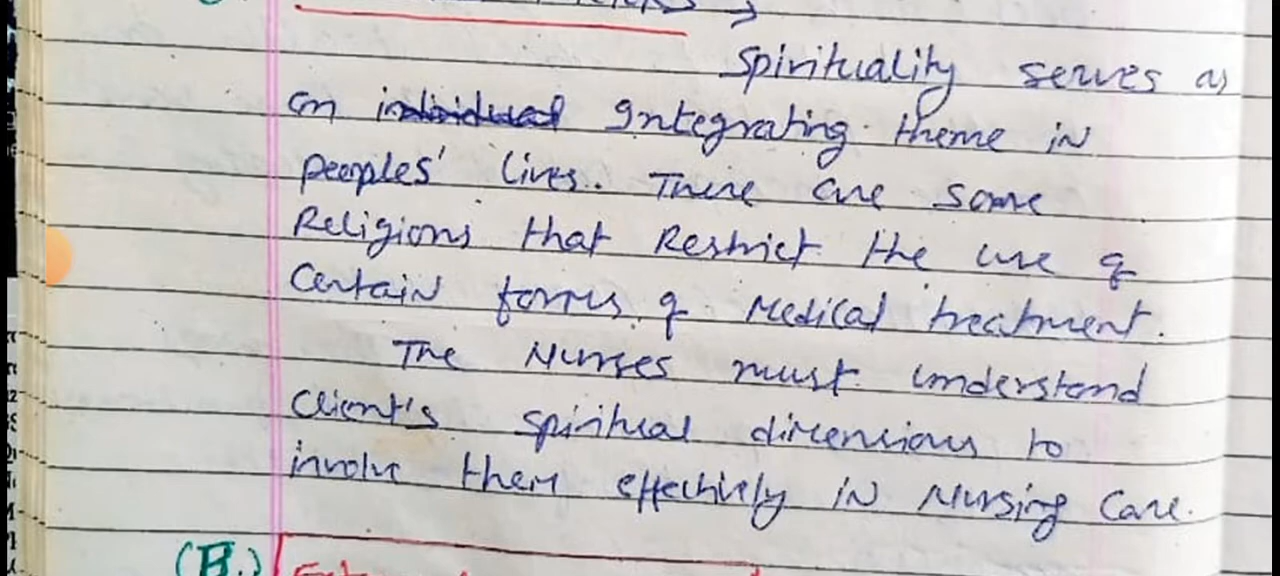 Spirituality serves as
an individual Integrating theme in
peoples' lives. There are some
Religions that Restrict the use of
Certain forms of Medical treatment.
The Nurses must understand
Client's spiritual dimensions to
involve them effectively in Nursing Care.
(B.)